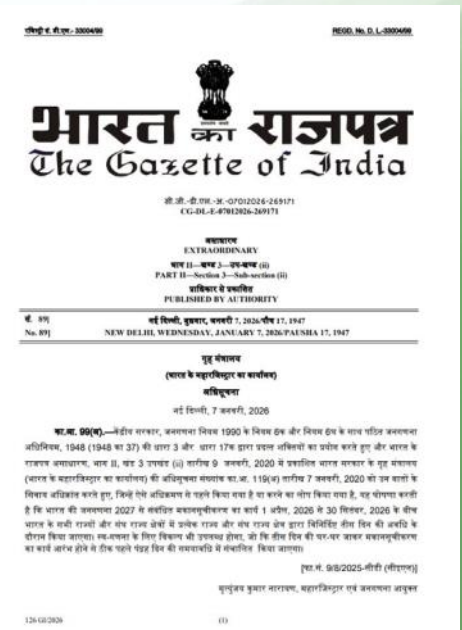 रजिस्ट्री सं. डी.एल.- 33004/99
REGD. No. D. L.-33004/99
भारत का राजपत्र
The Gazette of India
सी.जी.-डी.एल.-अ.-07012026-269171
CG-DL-E-07012026-269171
असाधारण
EXTRAORDINARY
भाग II—खण्ड 3—उप-खण्ड (ii)
PART II—Section 3—Sub-section (ii)
प्राधिकार से प्रकाशित
PUBLISHED BY AUTHORITY
सं. 89]
नई दिल्ली, बुधवार, जनवरी 7, 2026/पौष 17, 1947
No. 89]
NEW DELHI, WEDNESDAY, JANUARY 7, 2026/PAUSHA 17, 1947
गृह मंत्रालय
(भारत के महारजिस्ट्रार का कार्यालय)
अधिसूचना
नई दिल्ली, 7 जनवरी, 2026
का.आ. 99(अ).—केंद्रीय सरकार, जनगणना नियम 1990 के नियम 6क और नियम 6घ के साथ पठित जनगणना
अधिनियम, 1948 (1948 का 37) की धारा 3 और धारा 17क द्वारा प्रदत्त शक्तियों का प्रयोग करते हुए और भारत के
राजपत्र असाधारण, भाग II, खंड 3 उपखंड (ii) तारीख 9 जनवरी, 2020 में प्रकाशित भारत सरकार के गृह मंत्रालय
(भारत के महारजिस्ट्रार का कार्यालय) की अधिसूचना संख्यांक का.आ. 119(अ) तारीख 7 जनवरी, 2020 को उन बातों के
सिवाय अधिक्रांत करते हुए, जिन्हें ऐसे अधिक्रमण से पहले किया गया है या करने का लोप किया गया है, यह घोषणा करती
है कि भारत की जनगणना 2027 से संबंधित मकानसूचीकरण का कार्य 1 अप्रैल, 2026 से 30 सितंबर, 2026 के बीच
भारत के सभी राज्यों और संघ राज्य क्षेत्रों में प्रत्येक राज्य और संघ राज्य क्षेत्र द्वारा विनिर्दिष्ट तीस दिन की अवधि के
दौरान किया जाएगा। स्व-गणना के लिए विकल्प भी उपलब्ध होगा, जो कि तीस दिन की घर-घर जाकर मकानसूचीकरण
का कार्य आरंभ होने से ठीक पहले पंद्रह दिन की समयावधि में संचालित किया जाएगा।
[फा.सं. 9/8/2025-सीडी (सीइएन)]
मृत्युंजय कुमार नारायण, महारजिस्ट्रार एवं जनगणना आयुक्त
126 GI/2026
(1)